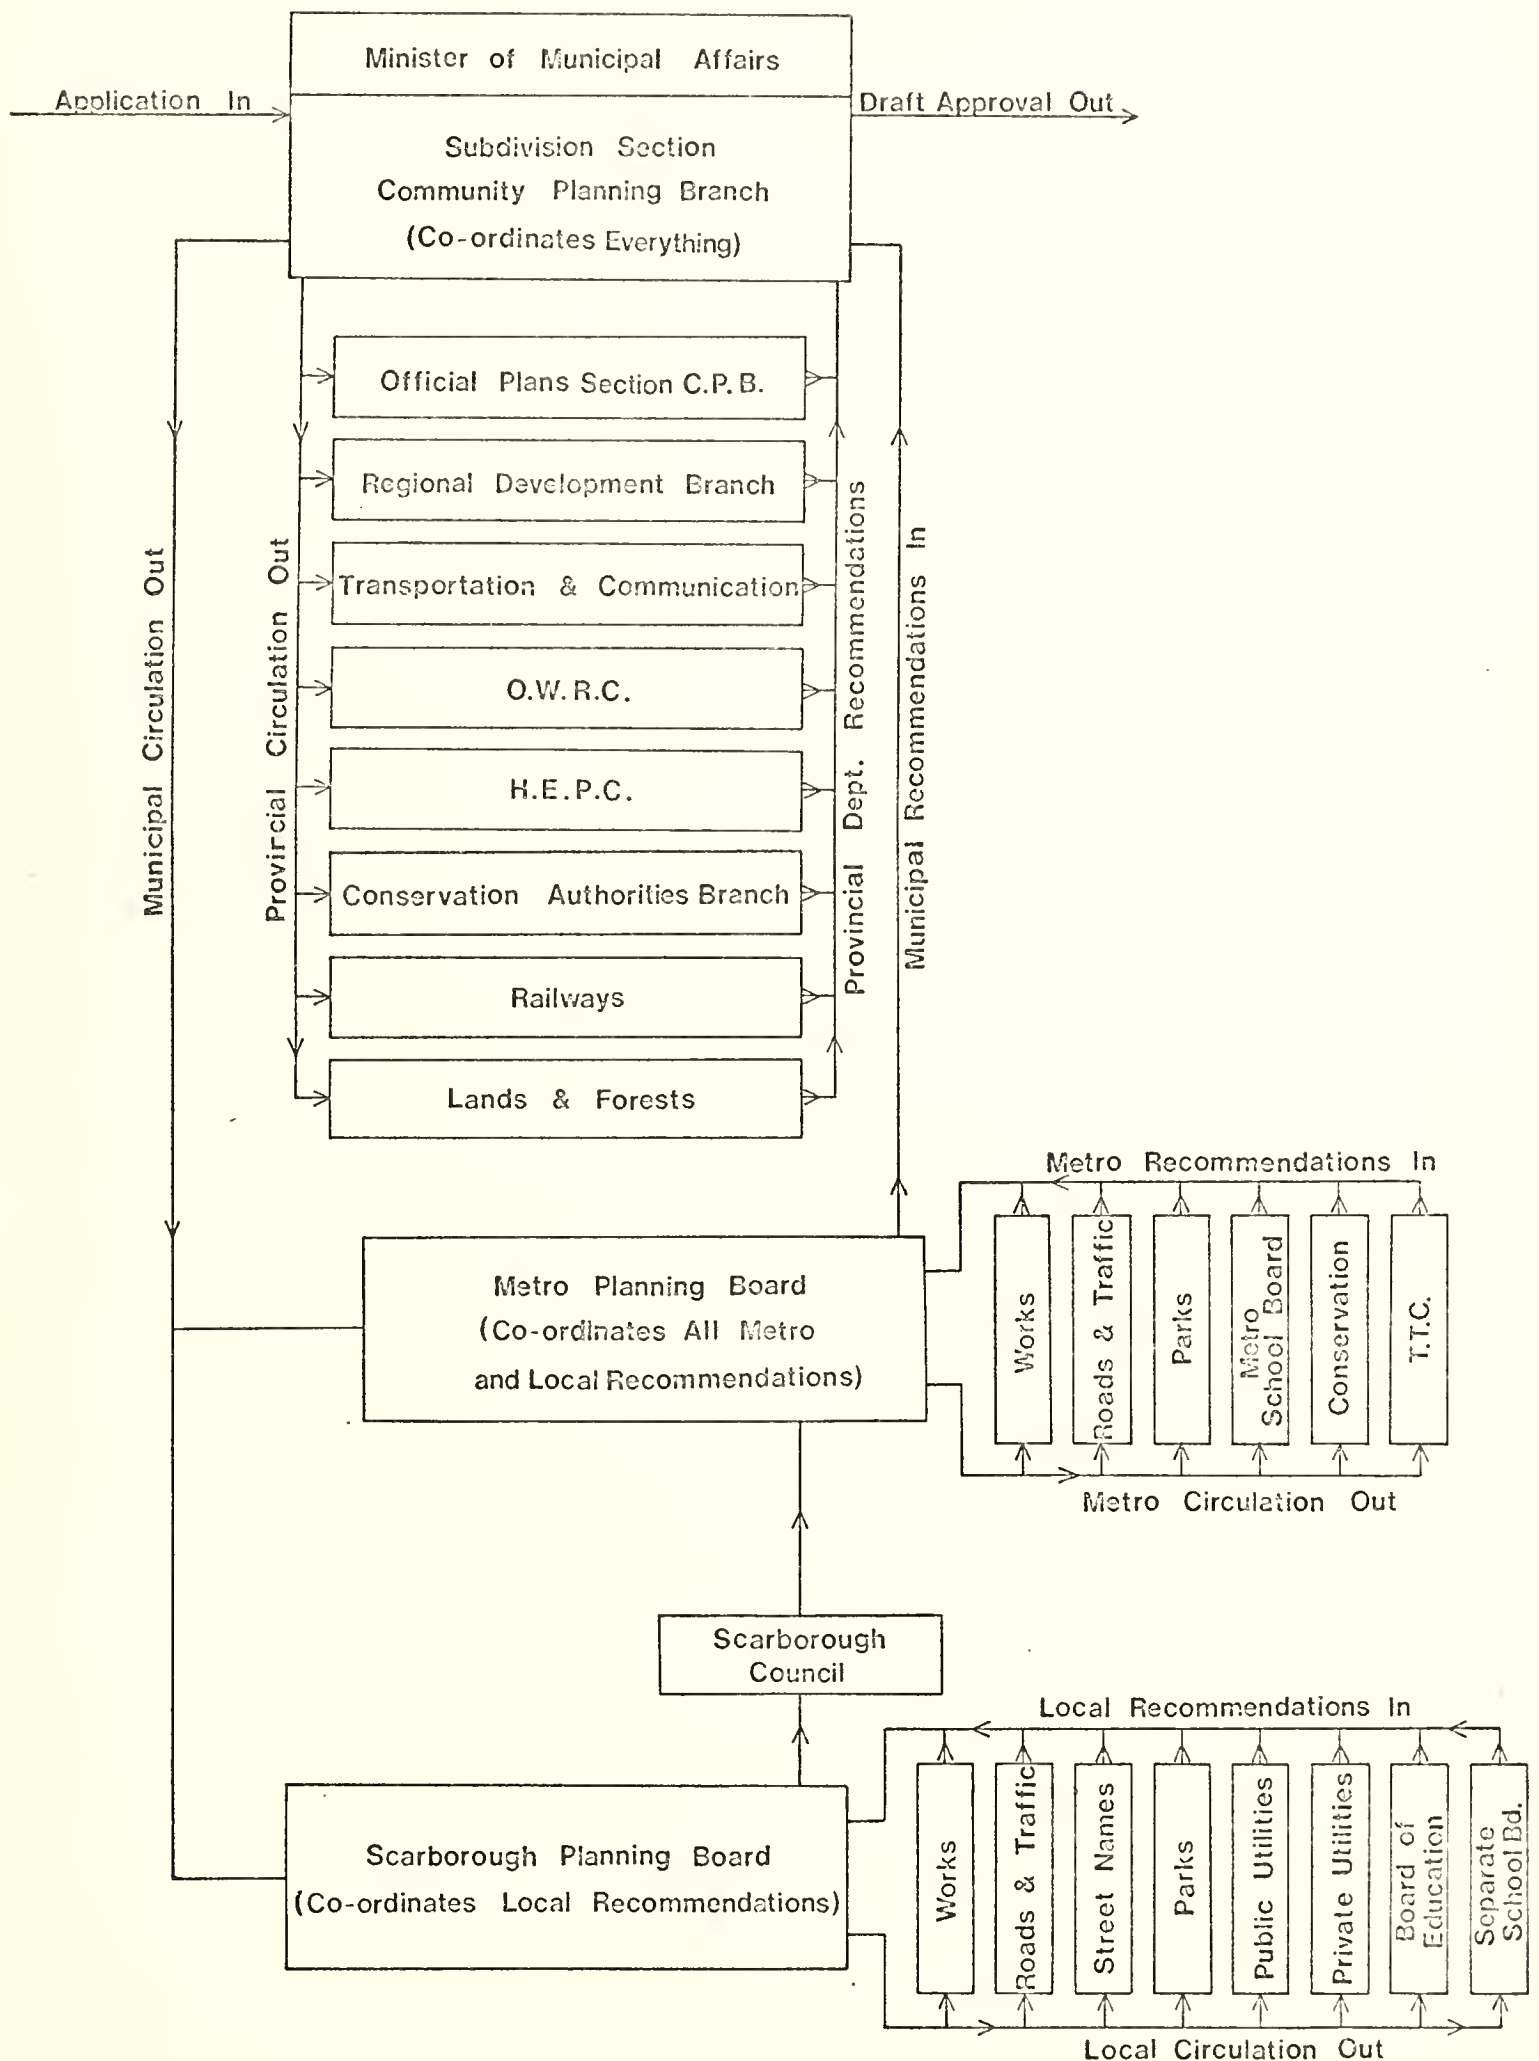 Minister of Municipal Affairs
Application In
Draft Approval Out
Subdivision Section
Community Planning Branch
(Co-ordinates Everything)
Official Plans Section C.P.B.
Regional Development Branch
Transportation & Communication
O.W.R.C.
H.E.P.C.
Conservation Authorities Branch
Railways
Lands & Forests
Municipal Circulation Out
Provircial Circulation Out
Provincial Dept. Recommendations
Municipal Recommendations In
Metro Recommendations In
Metro Planning Board
(Co-ordinates All Metro
and Local Recommendations)
Works
Roads & Traffic
Parks
Metro
School Board
Conservation
T.T.C.
Metro Circulation Out
Scarborough
Council
Local Recommendations In
Scarborough Planning Board
(Co-ordinates Local Recommendations)
Works
Roads & Traffic
Street Names
Parks
Public Utilities
Private Utilities
Board of
Education
Separate
School Bd.
Local Circulation Out